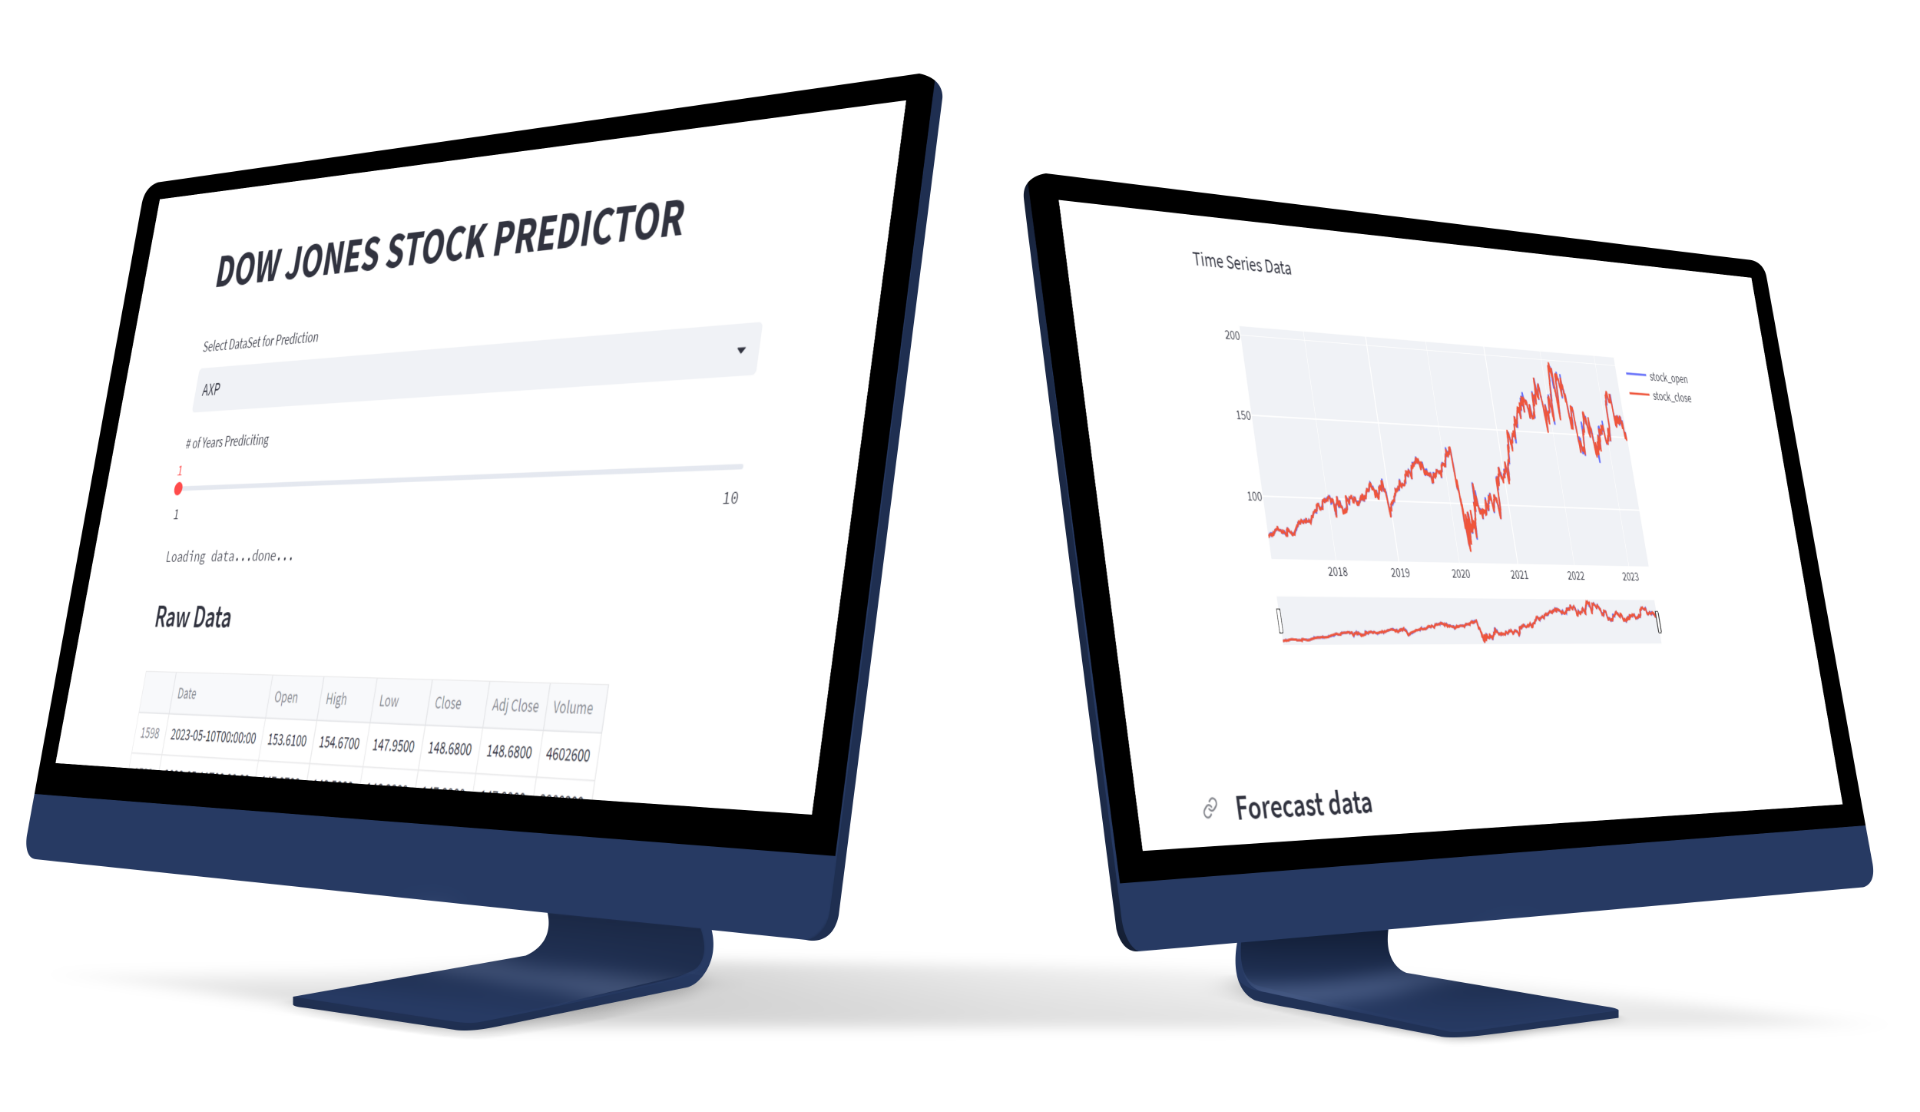 DOW JONES STOCK PREDICTOR
Select DataSet for Prediction
AXP
# of Years Prediciting
1
1
10
Loading data...done...
Raw Data
Date Open High Low Close Adj Close Volume
1598 2023-05-10T00:00:00 153.6100 154.6700 147.9500 148.6800 148.6800 4602600
Time Series Data
200
150
100
stock_open
stock_close
2018 2019 2020 2021 2022 2023
Forecast data